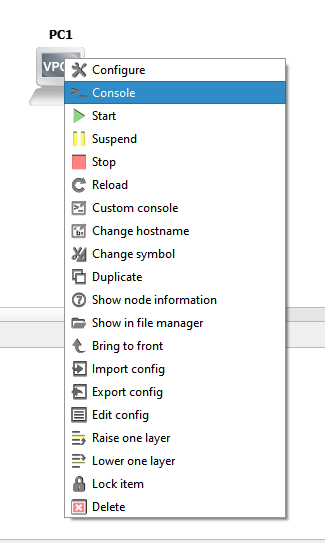 PC1
VPC
Configure
Console
Start
Suspend
Stop
Reload
Custom console
Change hostname
Change symbol
Duplicate
Show node information
Show in file manager
Bring to front
Import config
Export config
Edit config
Raise one layer
Lower one layer
Lock item
Delete